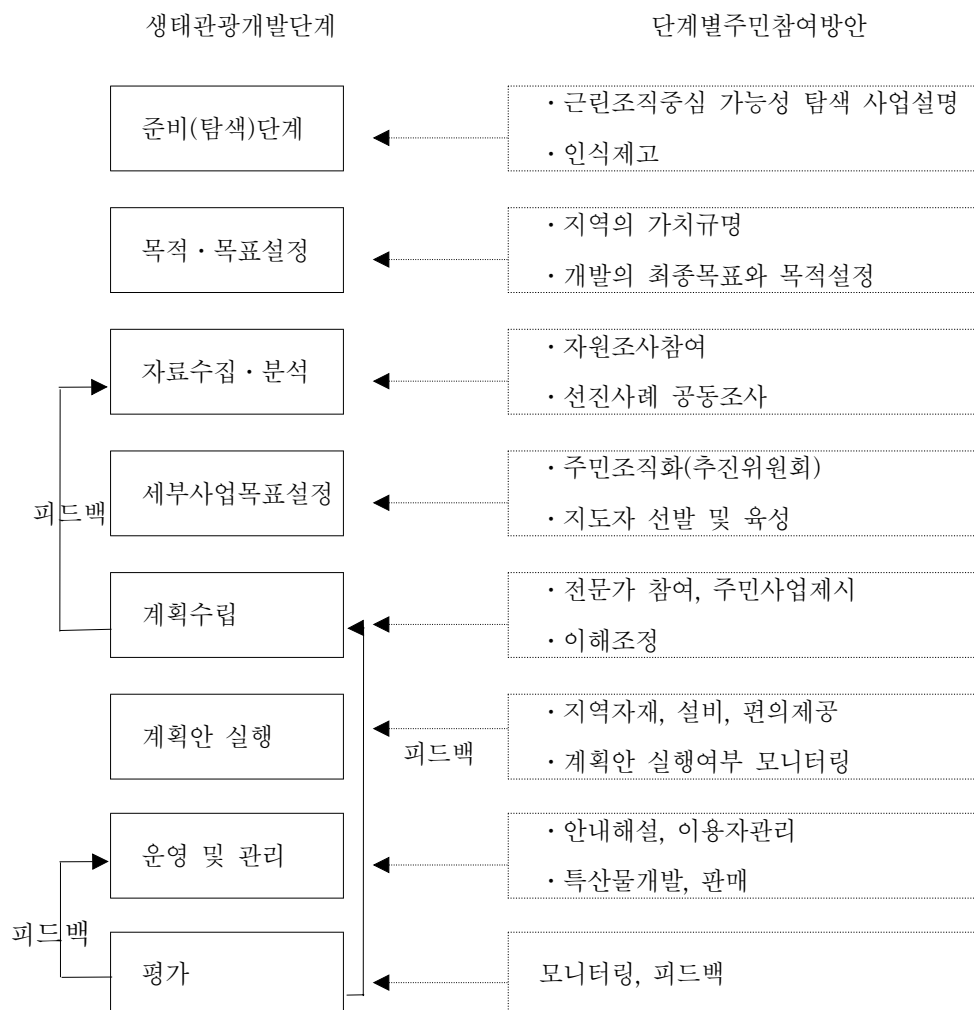 생태관광개발단계
단계별주민참여방안
준비(탐색)단계
·근린조직중심 가능성 탐색 사업설명
·인식제고
목적·목표설정
·지역의 가치규명
·개발의 최종목표와 목적설정
자료수집·분석
·자원조사참여
·선진사례 공동조사
피드백
세부사업목표설정
·주민조직화(추진위원회)
·지도자 선발 및 육성
계획수립
·전문가 참여, 주민사업제시
·이해조정
계획안 실행
피드백
·지역자재, 설비, 편의제공
·계획안 실행여부 모니터링
운영 및 관리
·안내해설, 이용자관리
·특산물개발, 판매
피드백
평가
모니터링, 피드백